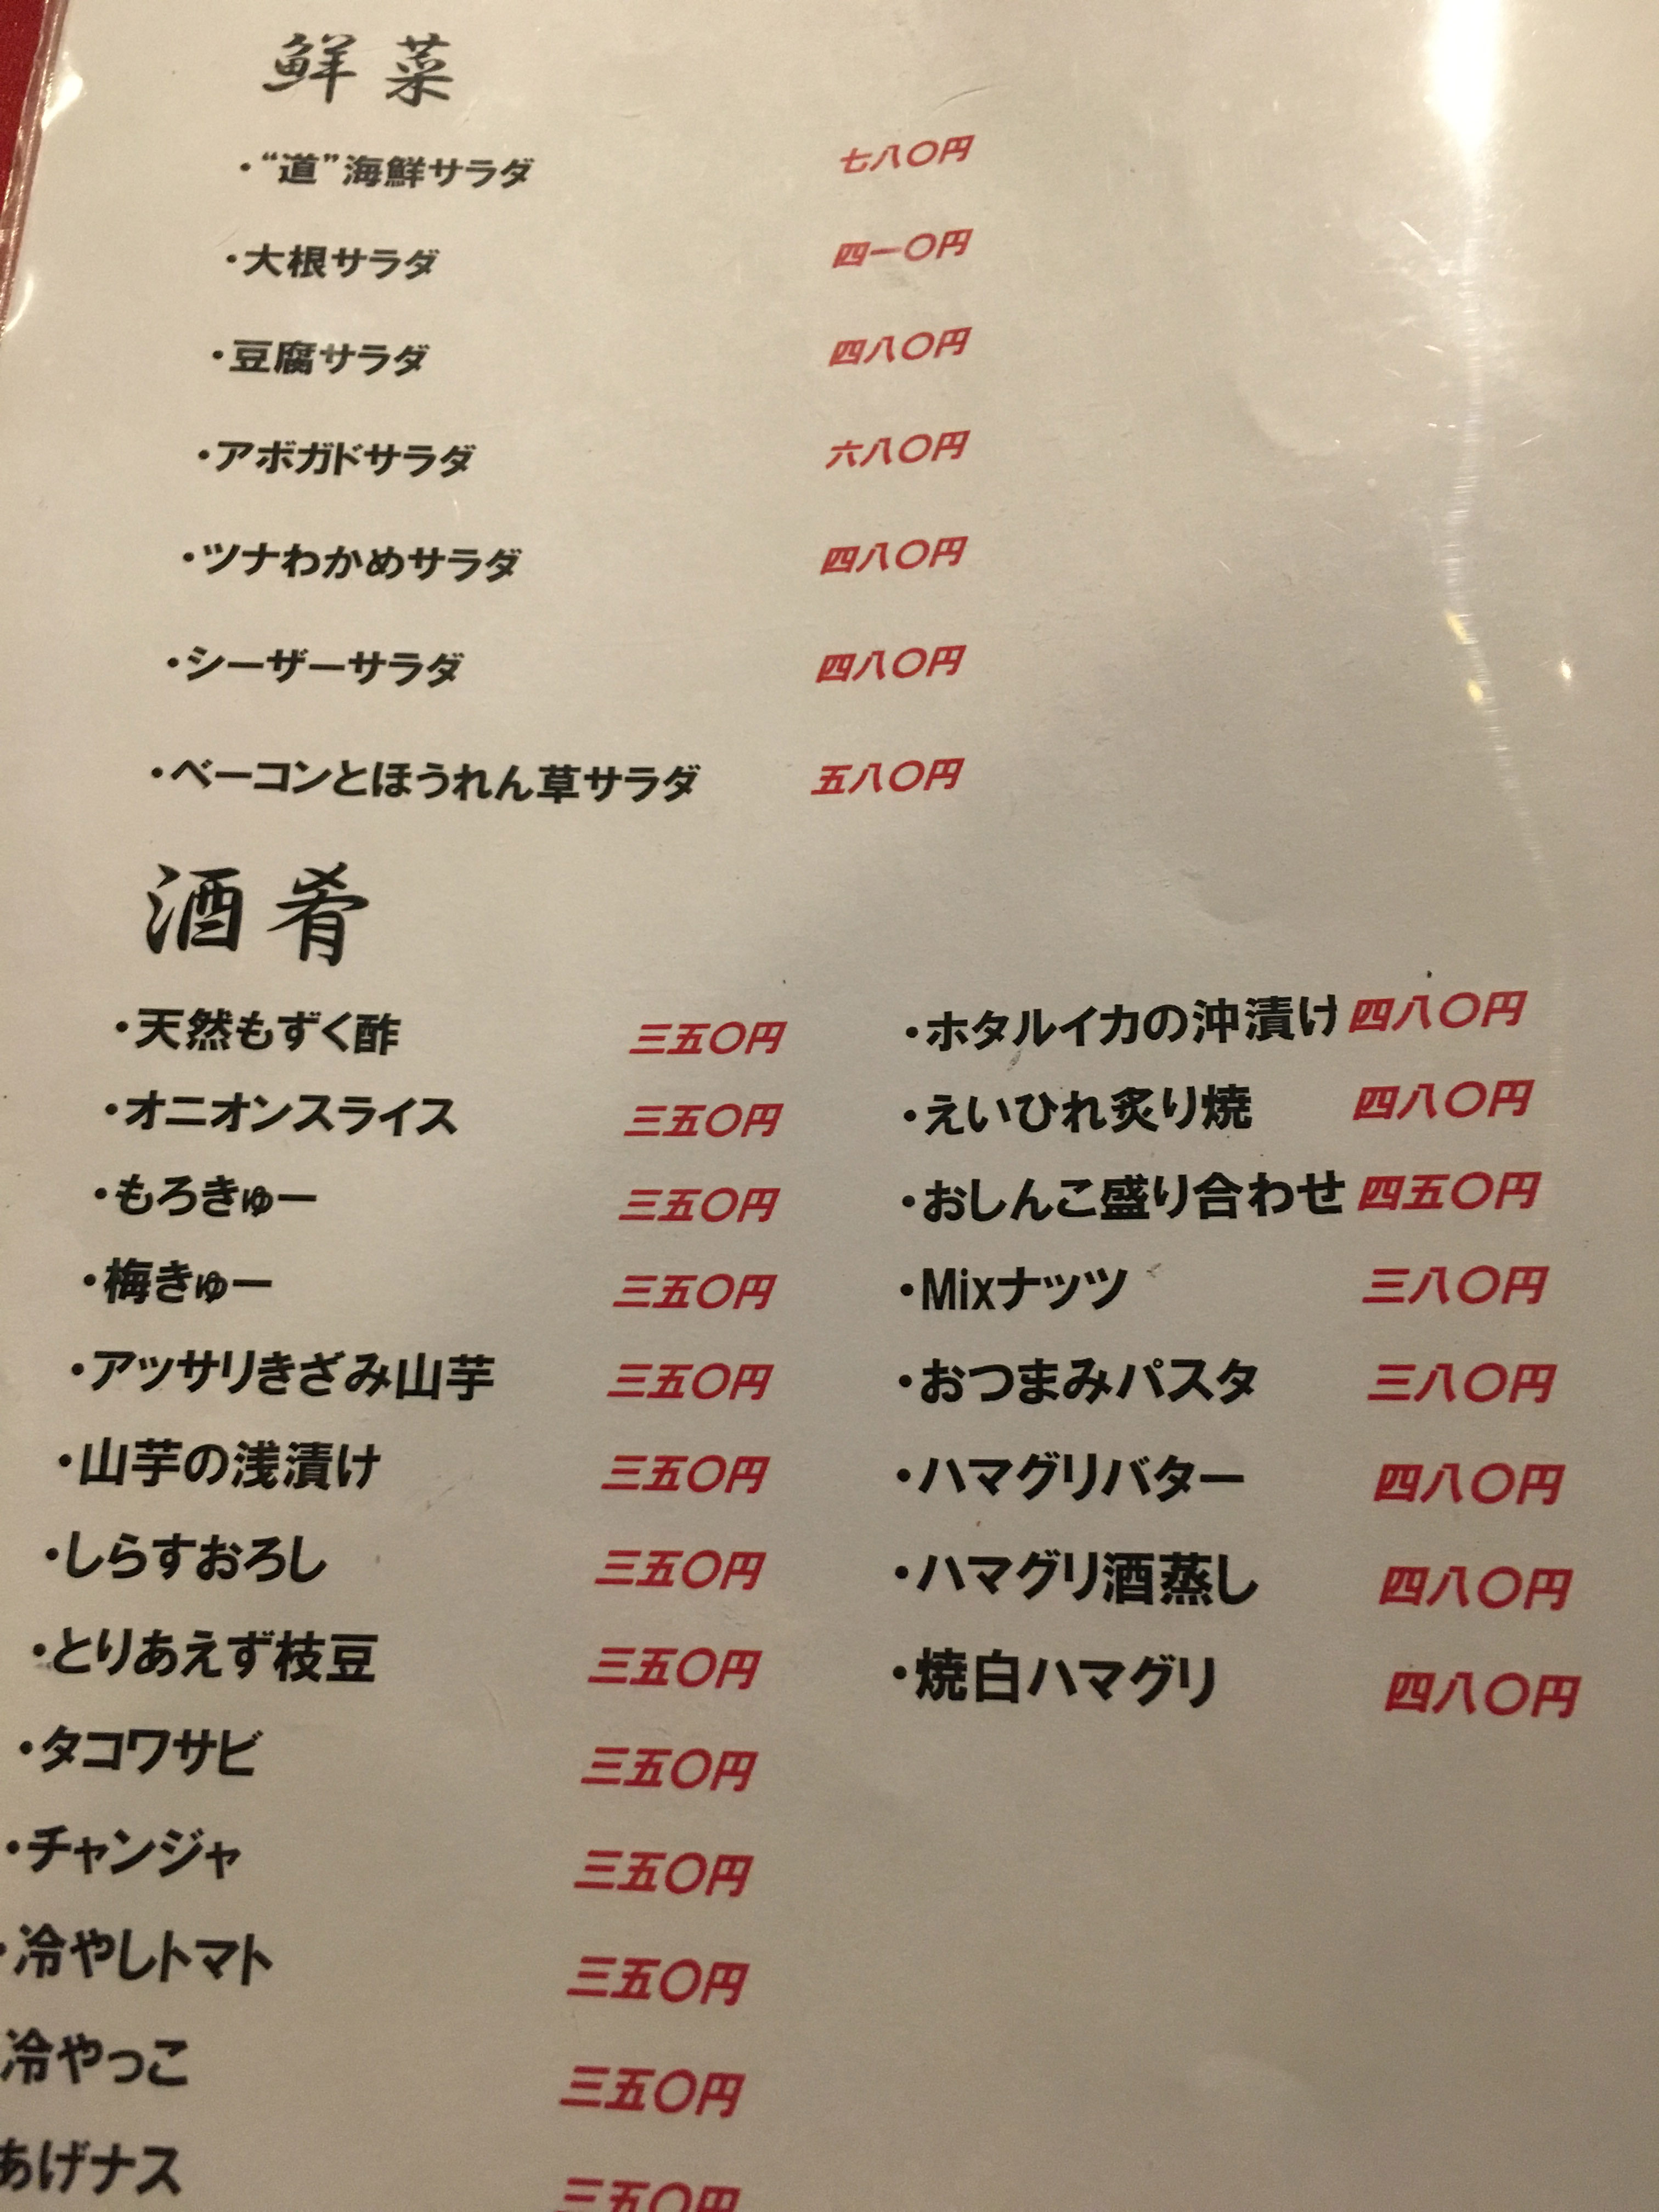 鮮菜
・“道”海鮮サラダ 七八〇円
・大根サラダ 四一〇円
・豆腐サラダ 四八〇円
・アボガドサラダ 六八〇円
・ツナわかめサラダ 四八〇円
・シーザーサラダ 四八〇円
・ベーコンとほうれん草サラダ 五八〇円
酒肴
・天然もずく酢 三五〇円
・オニオンスライス 三五〇円
・もろきゅー 三五〇円
・梅きゅー 三五〇円
・アッサリきざみ山芋 三五〇円
・山芋の浅漬け 三五〇円
・しらすおろし 三五〇円
・とりあえず枝豆 三五〇円
・タコワサビ 三五〇円
・チャンジャ 三五〇円
・冷やしトマト 三五〇円
冷やっこ 三五〇円
あげナス 三五〇円
・ホタルイカの沖漬け 四八〇円
・えいひれ炙り焼 四八〇円
・おしんこ盛り合わせ 四五〇円
・Mixナッツ 三八〇円
・おつまみパスタ 三八〇円
・ハマグリバター 四八〇円
・ハマグリ酒蒸し 四八〇円
・焼白ハマグリ 四八〇円